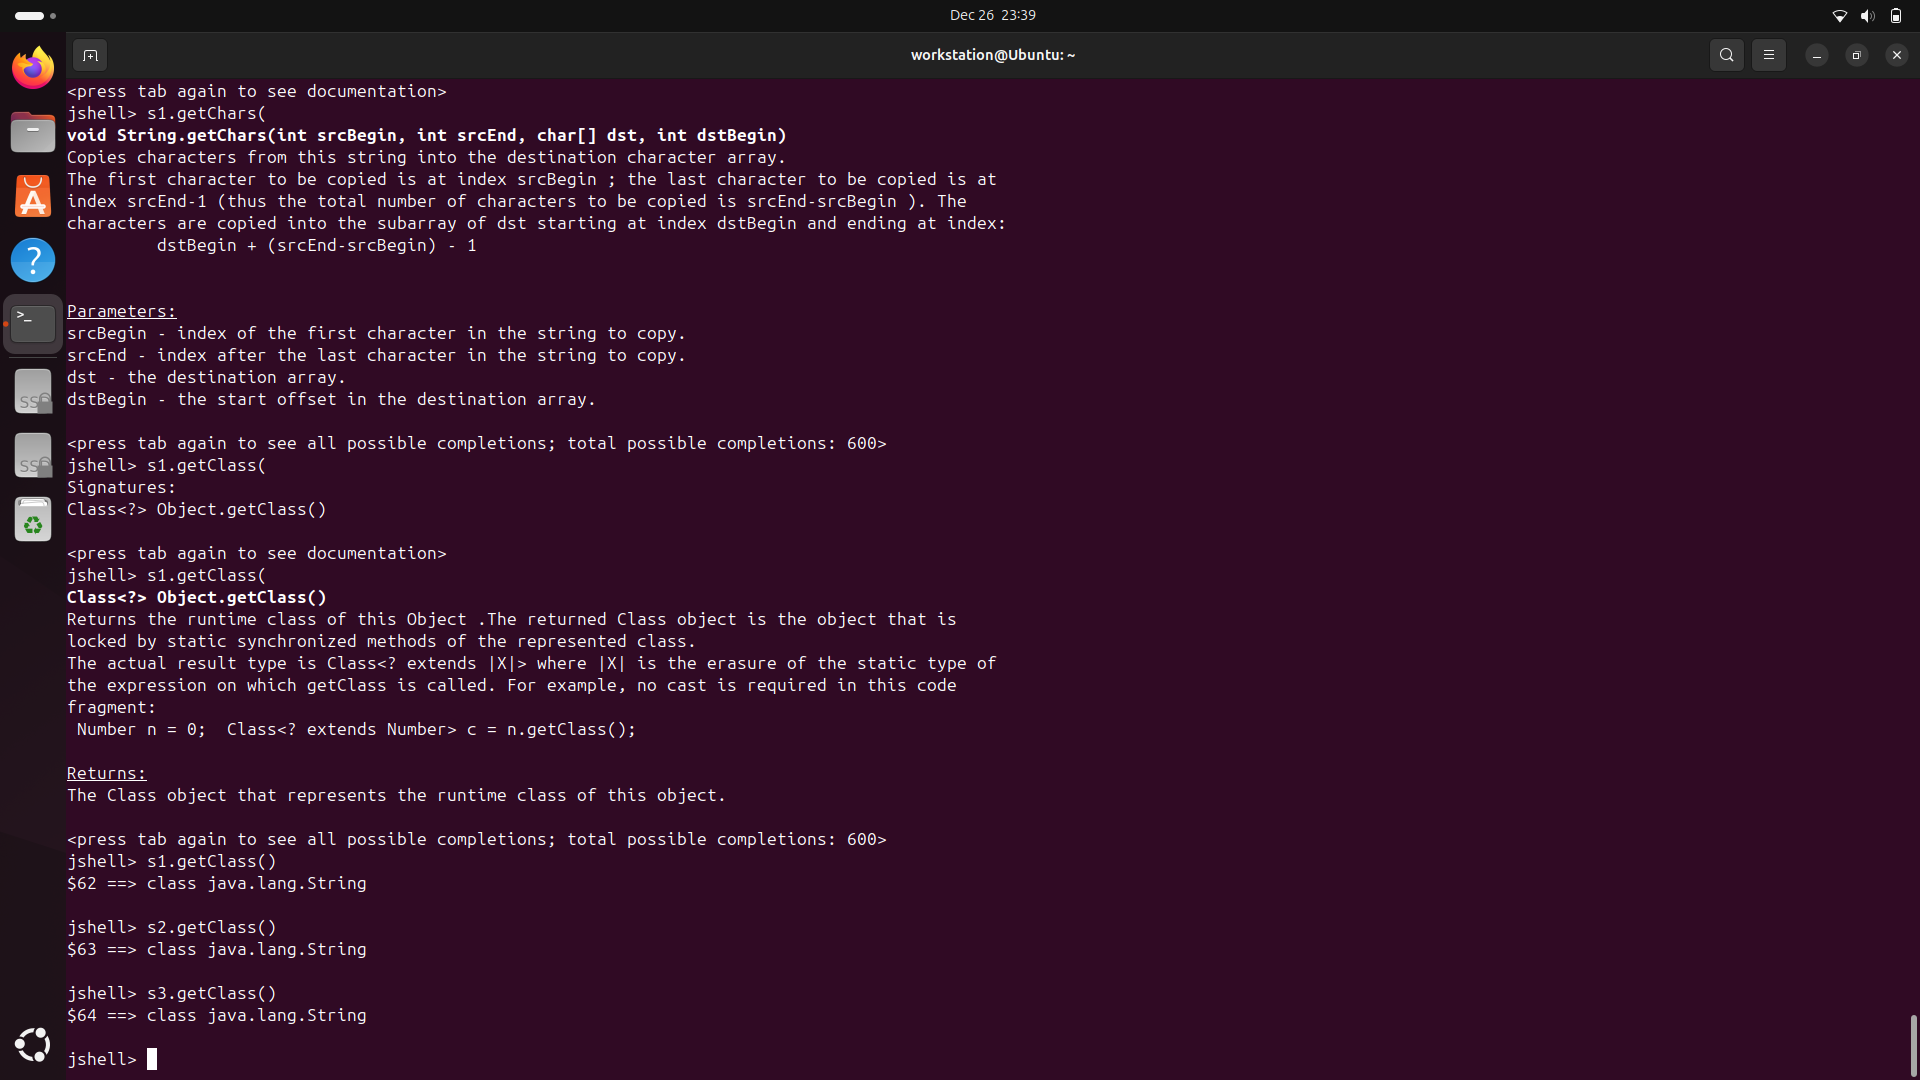 Dec 26 23:39
workstation@Ubuntu: ~
<press tab again to see documentation>
jshell> s1.getChars(
void String.getChars(int srcBegin, int srcEnd, char[] dst, int dstBegin)
Copies characters from this string into the destination character array.
The first character to be copied is at index srcBegin ; the last character to be copied is at
index srcEnd-1 (thus the total number of characters to be copied is srcEnd-srcBegin ). The
characters are copied into the subarray of dst starting at index dstBegin and ending at index:
         dstBegin + (srcEnd-srcBegin) - 1
Parameters:
srcBegin - index of the first character in the string to copy.
srcEnd - index after the last character in the string to copy.
dst - the destination array.
dstBegin - the start offset in the destination array.
<press tab again to see all possible completions; total possible completions: 600>
jshell> s1.getClass(
Signatures:
Class<?> Object.getClass()
<press tab again to see documentation>
jshell> s1.getClass(
Class<?> Object.getClass()
Returns the runtime class of this Object .The returned Class object is the object that is
locked by static synchronized methods of the represented class.
The actual result type is Class<? extends |X|> where |X| is the erasure of the static type of
the expression on which getClass is called. For example, no cast is required in this code
fragment:
 Number n = 0;  Class<? extends Number> c = n.getClass();
Returns:
The Class object that represents the runtime class of this object.
<press tab again to see all possible completions; total possible completions: 600>
jshell> s1.getClass()
$62 ==> class java.lang.String
jshell> s2.getClass()
$63 ==> class java.lang.String
jshell> s3.getClass()
$64 ==> class java.lang.String
jshell>